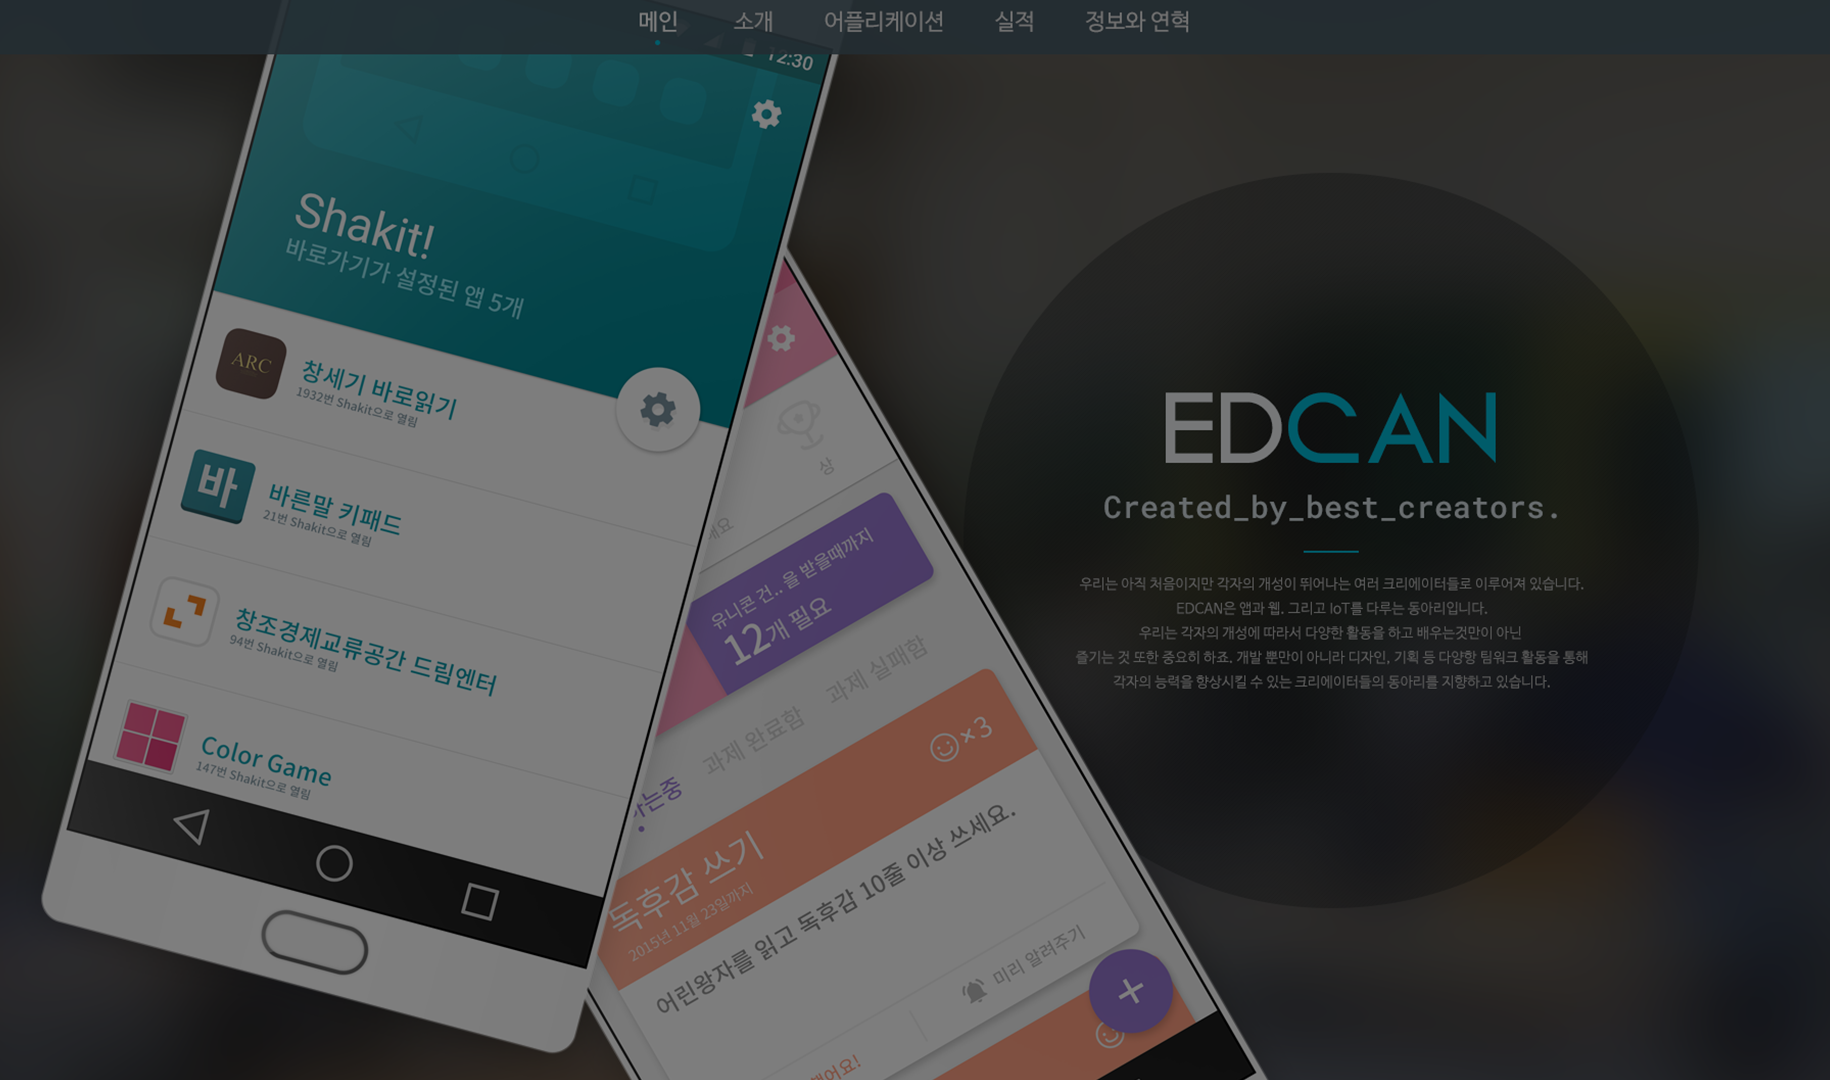 메인 소개 어플리케이션 실적 정보와 연혁
12:30
Shakit!
바로가기가 설정된 앱 5개
ARC
창세기 바로읽기
1932번 Shakit으로 열림
바
바른말 키패드
21번 Shakit으로 열림
창조경제교류공간 드림엔터
94번 Shakit으로 열림
Color Game
147번 Shakit으로 열림
상
유니콘 건.. 을 받을때까지
12개 필요
하는중 과제 완료함 과제 실패함
×3
독후감 쓰기
2015년 11월 23일까지
어린왕자를 읽고 독후감 10줄 이상 쓰세요.
미리 알려주기
EDCAN
Created_by_best_creators.
우리는 아직 처음이지만 각자의 개성이 뛰어나는 여러 크리에이터들로 이루어져 있습니다.
EDCAN은 앱과 웹, 그리고 IoT를 다루는 동아리입니다.
우리는 각자의 개성에 따라서 다양한 활동을 하고 배우는것만이 아닌
즐기는 것 또한 중요히 하죠. 개발 뿐만이 아니라 디자인, 기획 등 다양항 팀워크 활동을 통해
각자의 능력을 향상시킬 수 있는 크리에이터들의 동아리를 지향하고 있습니다.